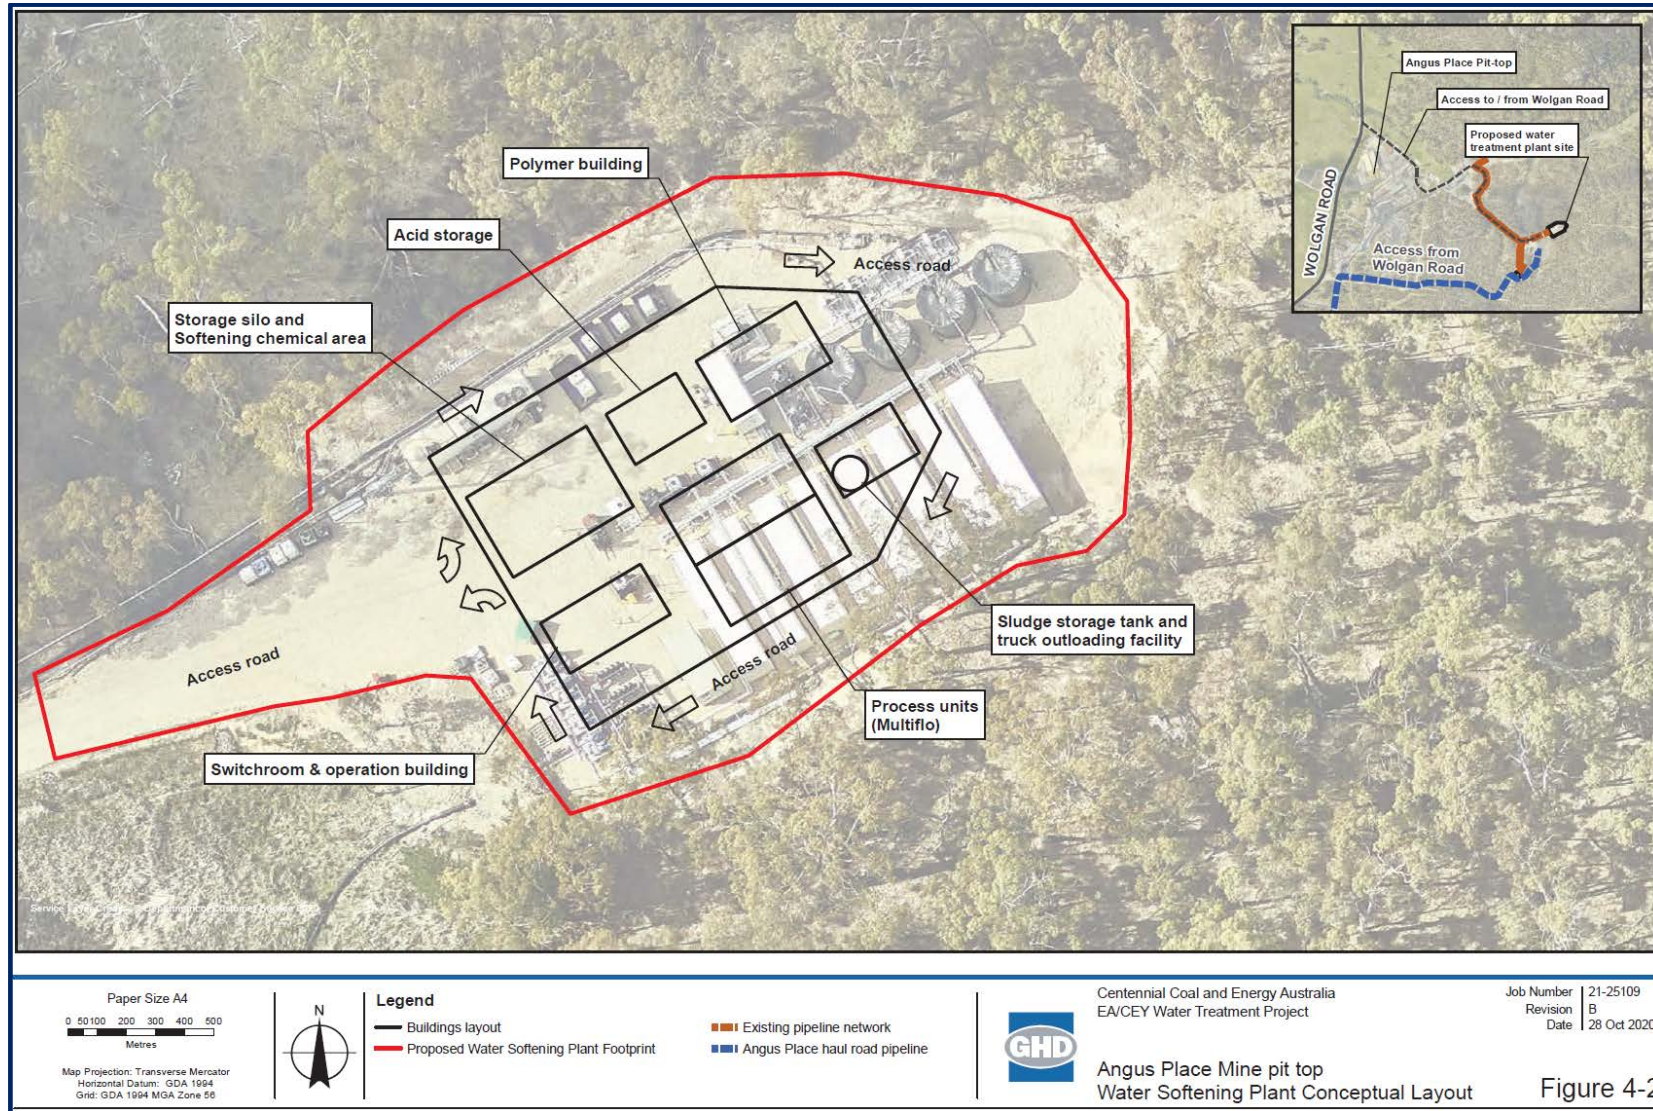 Angus Place Pit-top
Access to / from Wolgan Road
Proposed water
treatment plant site
WOLGAN ROAD
Access from
Wolgan Road
Polymer building
Acid storage
Access road
Storage silo and
Softening chemical area
Access road
Access road
Sludge storage tank and
truck outloading facility
Process units
(Multiflo)
Switchroom & operation building
Paper Size A4
0 50 100 200 300 400 500
Metres
Map Projection: Transverse Mercator
Horizontal Datum: GDA 1994
Grid: GDA 1994 MGA Zone 56
N
Legend
Buildings layout
Proposed Water Softening Plant Footprint
Existing pipeline network
Angus Place haul road pipeline
GHD
Centennial Coal and Energy Australia
EA/CEY Water Treatment Project
Angus Place Mine pit top
Water Softening Plant Conceptual Layout
Job Number 21-25109
Revision B
Date 28 Oct 2020
Figure 4-2